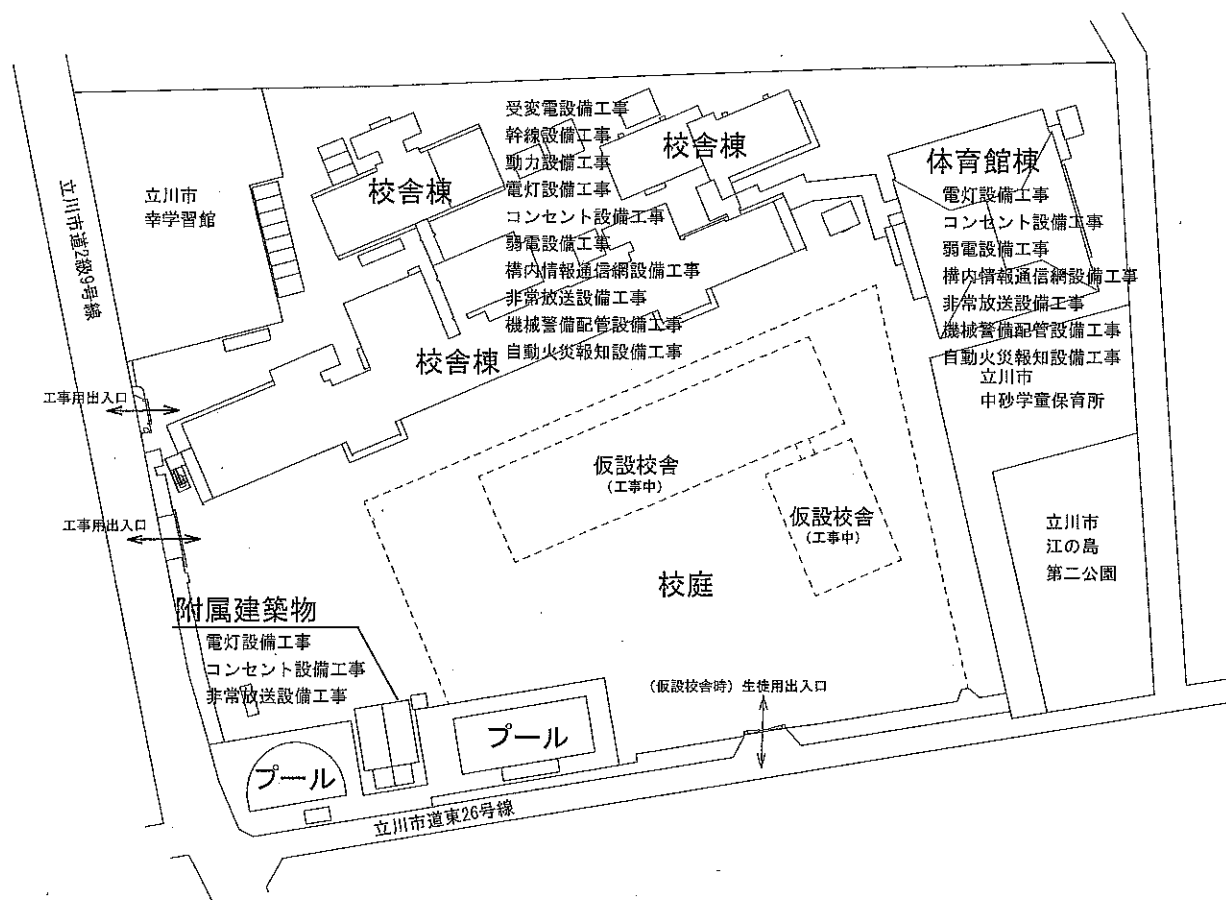 受変電設備工事
幹線設備工事
動力設備工事
電灯設備工事
コンセント設備工事
弱電設備工事
構内情報通信網設備工事
非常放送設備工事
機械警備配管設備工事
自動火災報知設備工事
校舎棟
校舎棟
校舎棟
体育館棟
電灯設備工事
コンセント設備工事
弱電設備工事
構内情報通信網設備工事
非常放送設備工事
機械警備配管設備工事
自動火災報知設備工事
立川市
中砂学童保育所
立川市
幸学習館
立川市道2級9号線
工事用出入口
工事用出入口
仮設校舎
(工事中)
仮設校舎
(工事中)
校庭
立川市
江の島
第二公園
附属建築物
電灯設備工事
コンセント設備工事
非常放送設備工事
(仮設校舎時) 生徒用出入口
プール
プール
立川市道東26号線